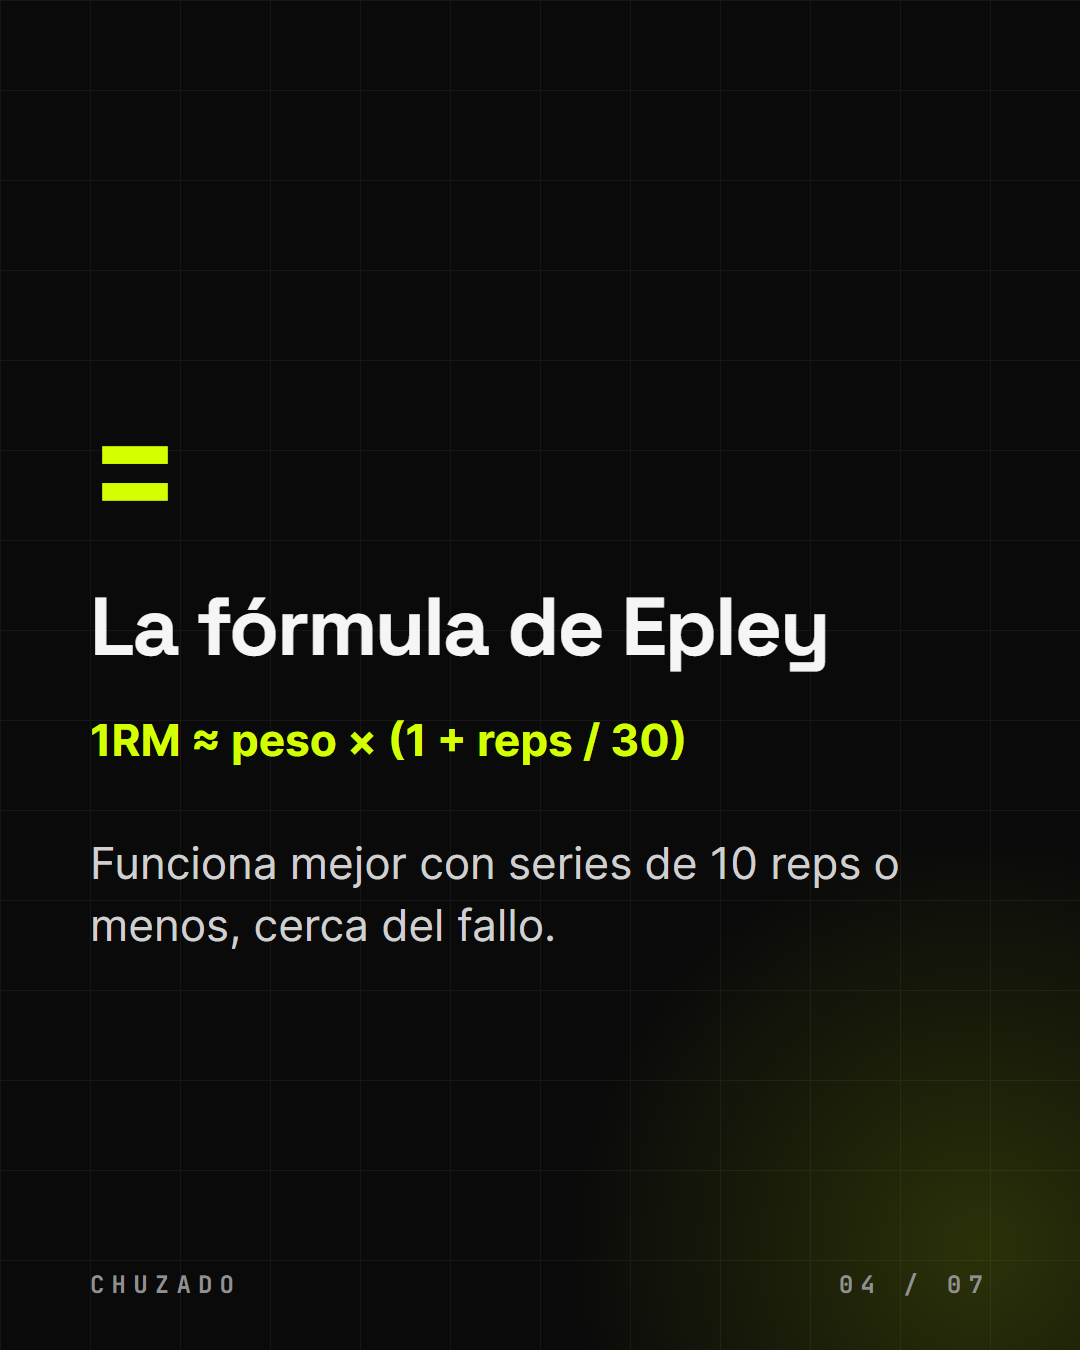 =
La fórmula de Epley
1RM ≈ peso × (1 + reps / 30)
Funciona mejor con series de 10 reps o
menos, cerca del fallo.
CHUZADO
04 / 07